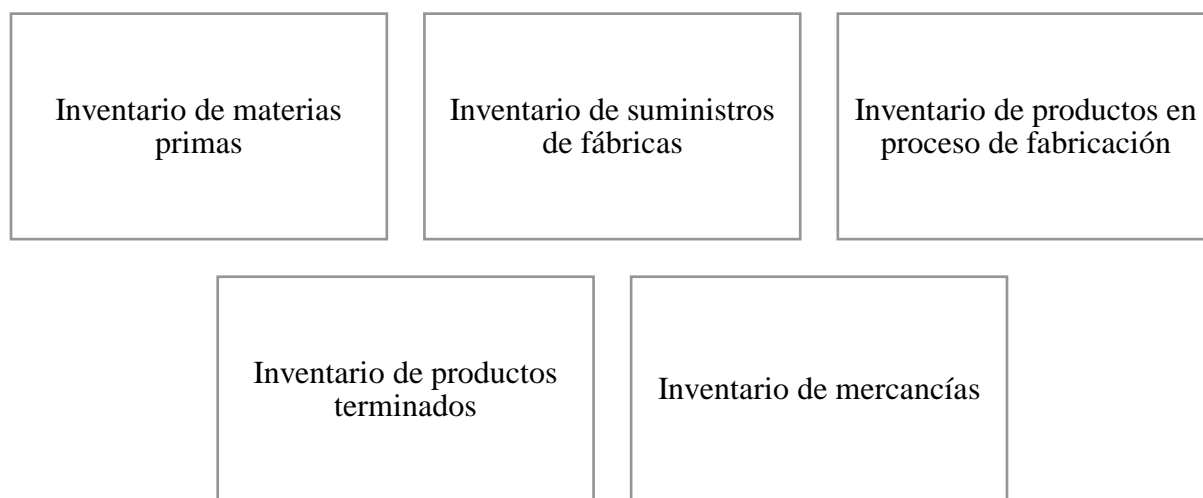 Inventario de materias
primas
Inventario de suministros
de fábricas
Inventario de productos en
proceso de fabricación
Inventario de productos
terminados
Inventario de mercancías